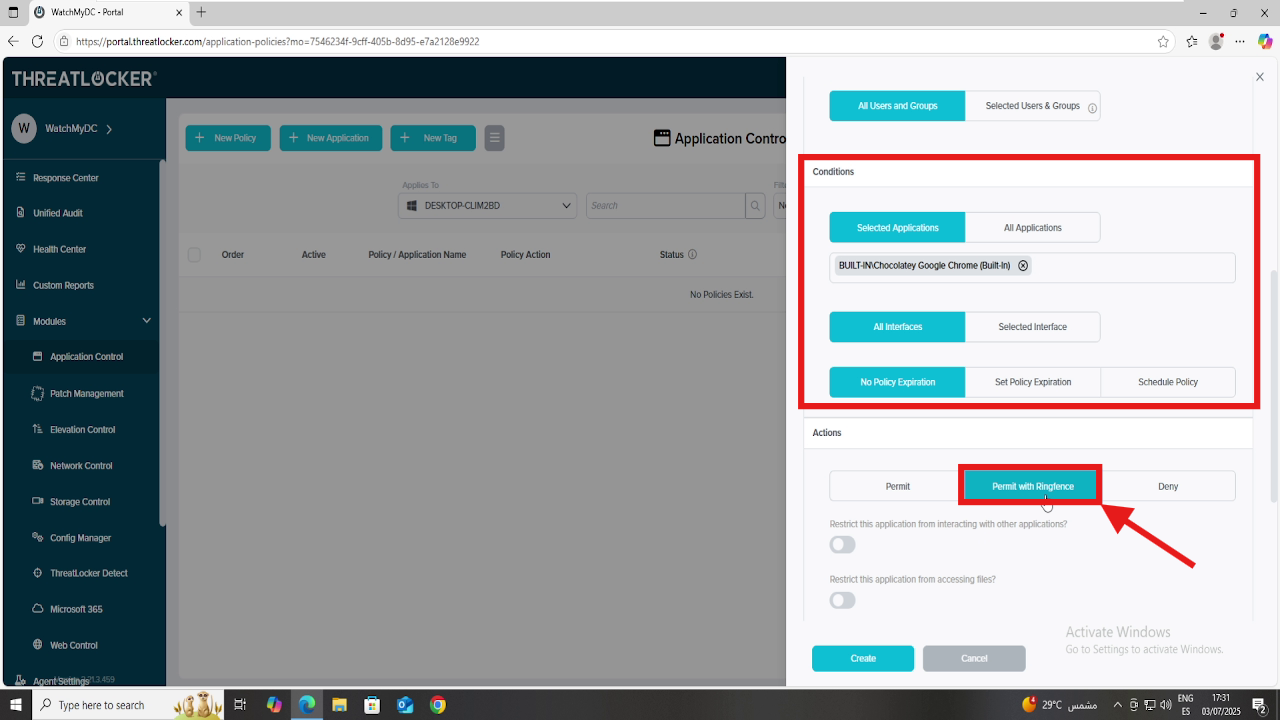 WatchMyDC - Portal
https://portal.threatlocker.com/application-policies?mo=7546234f-9cff-405b-8d95-e7a2128e9922
THREATLOCKER
All Users and Groups
Selected Users & Groups
W
WatchMyDC
New Policy
New Application
New Tag
Application Contro
Conditions
Response Center
Applies To
Filte
DESKTOP-CLIM2BD
Search
N
Unified Audit
Selected Applications
All Applications
Health Center
Order
Active
Policy / Application Name
Policy Action
Status
BUILT-IN\Chocolatey Google Chrome (Built-In)
Custom Reports
No Policies Exist.
Modules
All Interfaces
Selected Interface
Application Control
No Policy Expiration
Set Policy Expiration
Schedule Policy
Patch Management
Elevation Control
Actions
Network Control
Permit
Permit with Ringfence
Deny
Storage Control
Restrict this application from interacting with other applications?
Config Manager
ThreatLocker Detect
Restrict this application from accessing files?
Microsoft 365
Activate Windows
Go to Settings to activate Windows.
Web Control
Create
Cancel
Agent Settings
Type here to search
29°C
مشمس
ENG
17:31
03/07/2025
2